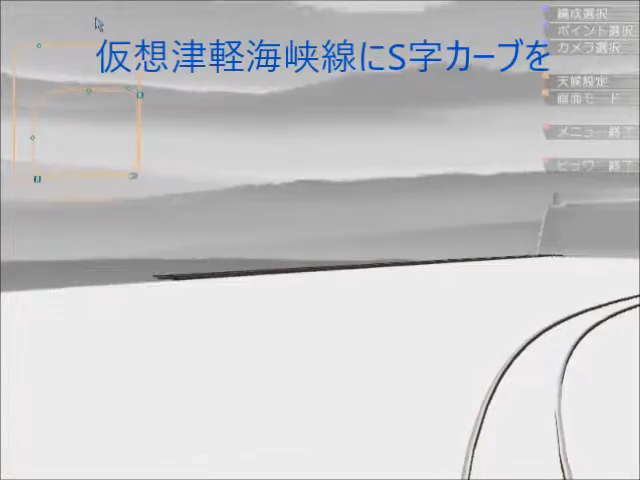 編成選択
ポイント選択
カメラ選択
仮想津軽海峡線にS字カーブを
天候設定
画面モード
メニュー終了
ビュワー終了